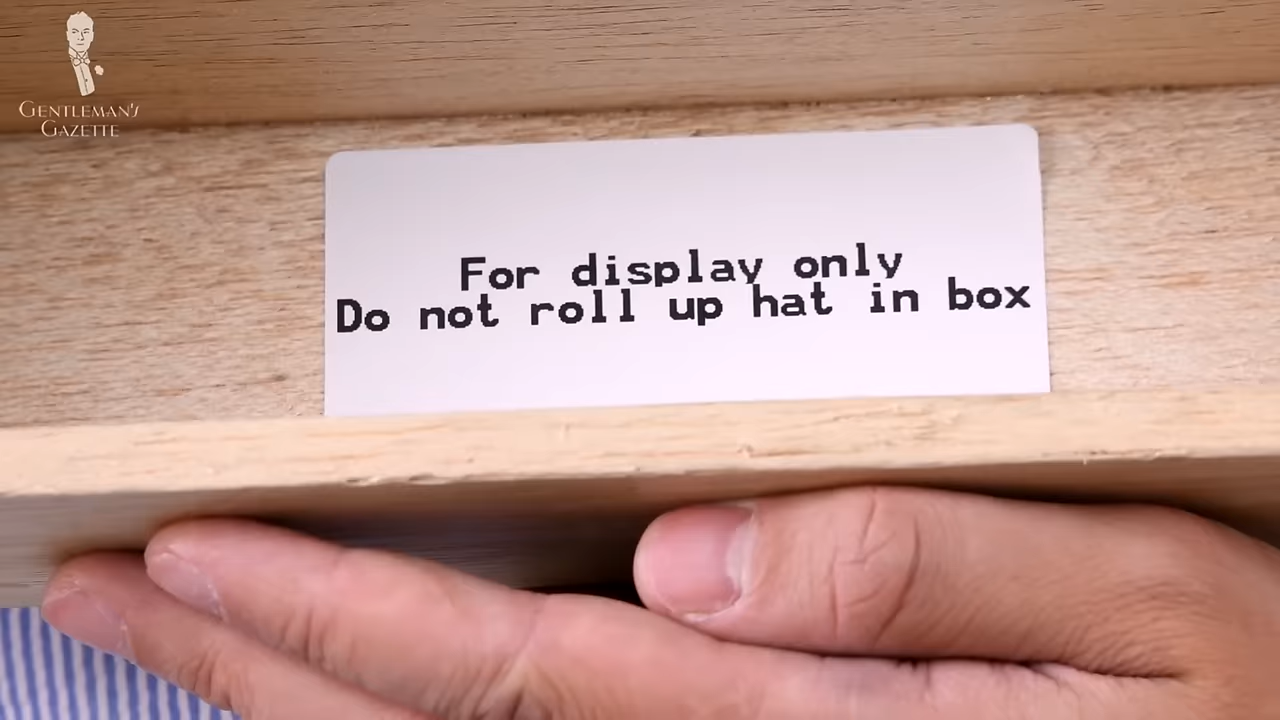 GENTLEMAN'S
GAZETTE
For display only
Do not roll up hat in box